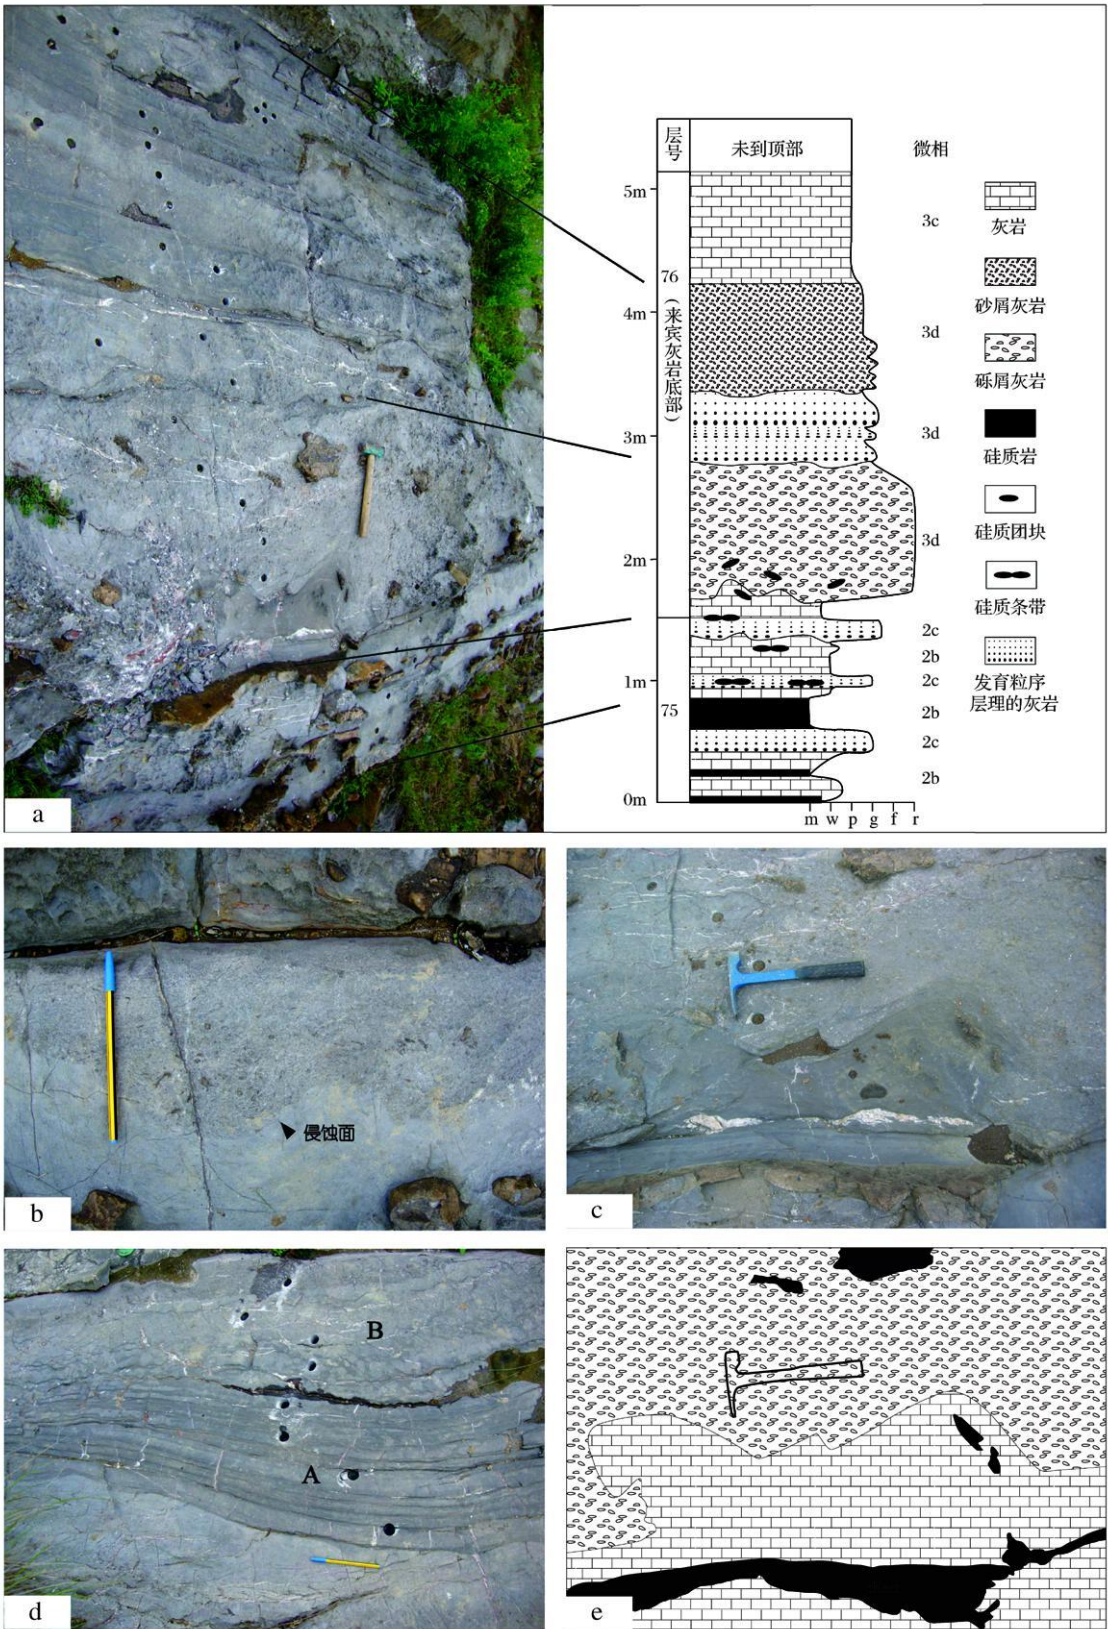 层号
未到顶部
微相
5m
4m
3m
2m
1m
0m
76
（来宾灰岩底部）
75
3c
3d
3d
3d
2c
2b
2c
2b
2c
2b
m w p g f r
灰岩
砂屑灰岩
砾屑灰岩
硅质岩
硅质团块
硅质条带
发育粒序
层理的灰岩
a
侵蚀面
b
c
B
A
d
e